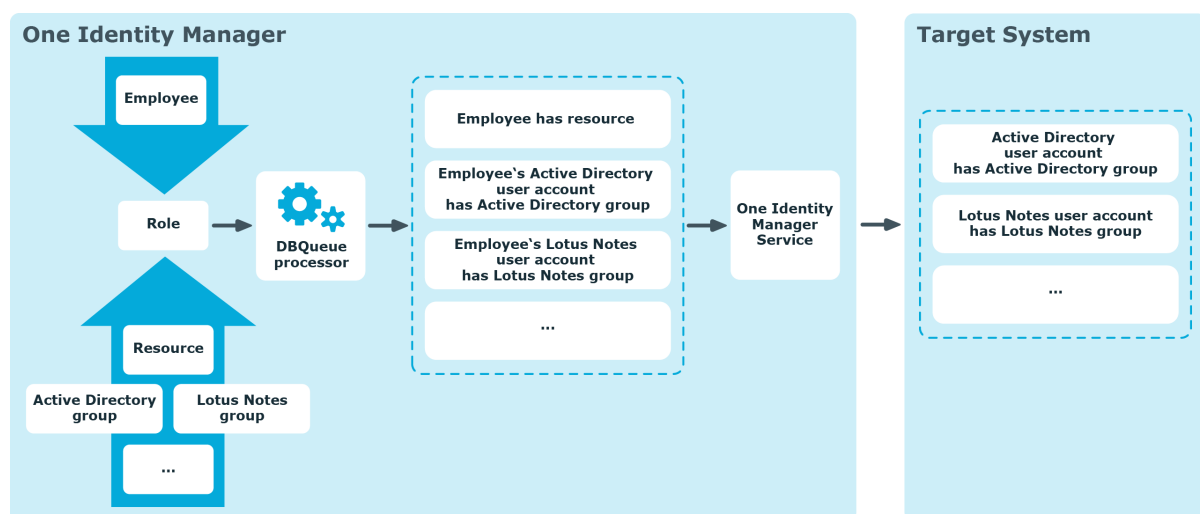 One Identity Manager
Employee
Role
Resource
Active Directory
group
Lotus Notes
group
...
DBQueue
processor
Employee has resource
Employee‘s Active Directory
user account
has Active Directory group
Employee‘s Lotus Notes
user account
has Lotus Notes group
...
One Identity
Manager
Service
Target System
Active Directory
user account
has Active Directory group
Lotus Notes user account
has Lotus Notes group
...